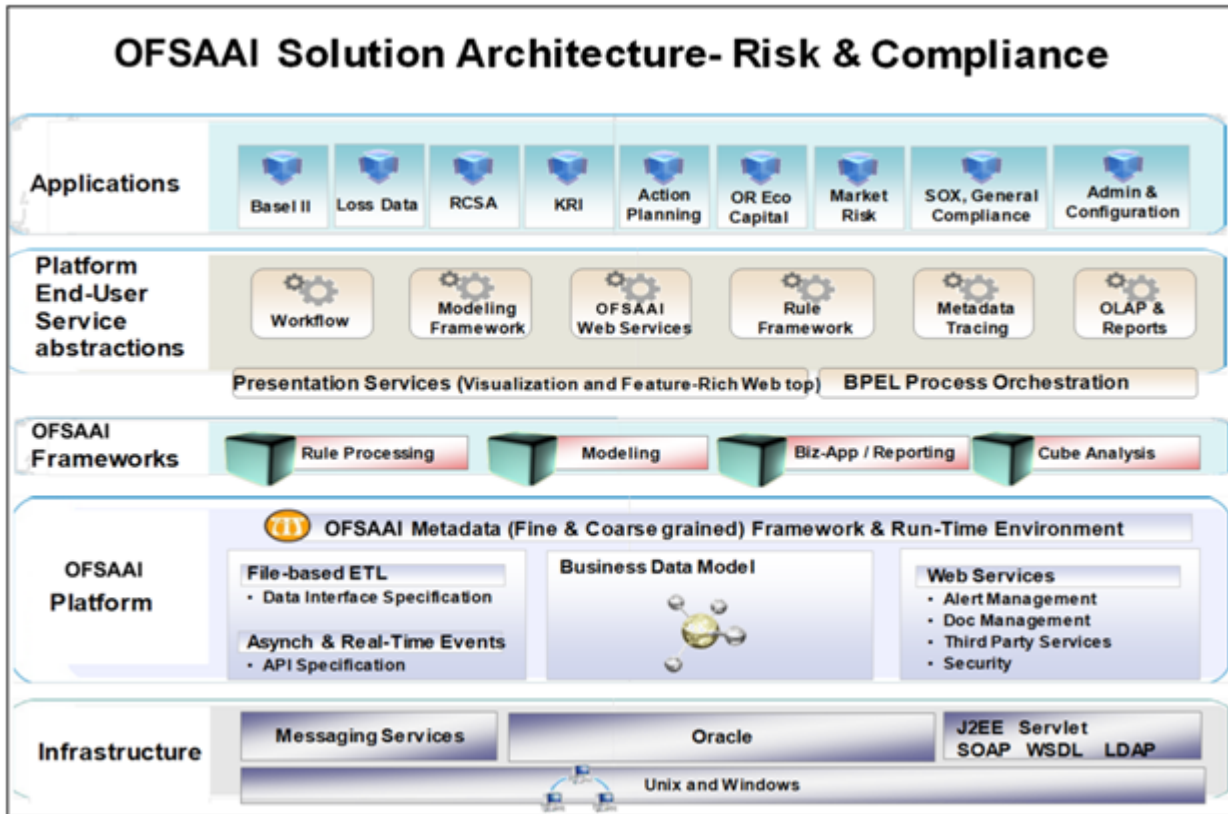 OFSAAI Solution Architecture- Risk & Compliance
Applications
Basel II
Loss Data
RCSA
KRI
Action
Planning
OR Eco
Capital
Market
Risk
SOX, General
Compliance
Admin &
Configuration
Platform
End-User
Service
abstractions
Workflow
Modeling
Framework
OFSAAI
Web Services
Rule
Framework
Metadata
Tracing
OLAP &
Reports
Presentation Services (Visualization and Feature-Rich Web top)
BPEL Process Orchestration
OFSAAI
Frameworks
Rule Processing
Modeling
Biz-App / Reporting
Cube Analysis
OFSAAI
Platform
OFSAAI Metadata (Fine & Coarse grained) Framework & Run-Time Environment
File-based ETL
• Data Interface Specification
Asynch & Real-Time Events
• API Specification
Business Data Model
Web Services
• Alert Management
• Doc Management
• Third Party Services
• Security
Infrastructure
Messaging Services
Oracle
J2EE Servlet
SOAP WSDL LDAP
Unix and Windows